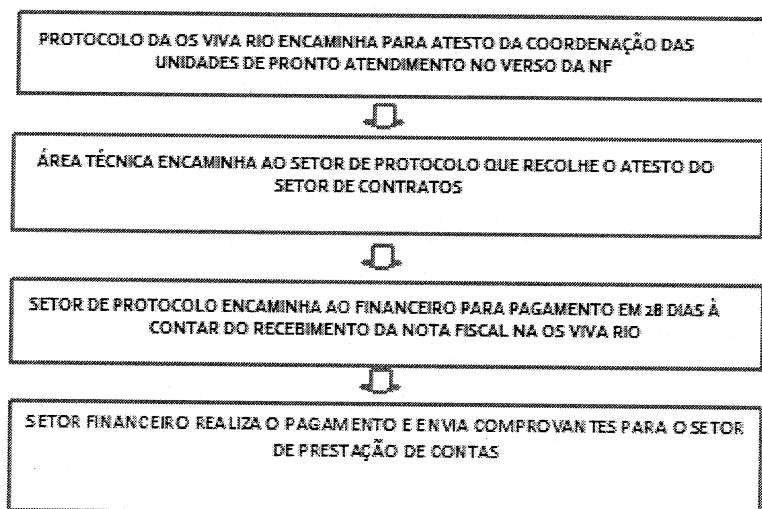 PROTOCOLO DA OS VIVA RIO ENCAMINHA PARA ATESTO DA COORDENAÇÃO DAS
UNIDADES DE PRONTO ATENDIMENTO NO VERSO DA NF
ÁREA TÉCNICA ENCAMINHA AO SETOR DE PROTOCOLO QUE RECOLHE O ATESTO DO
SETOR DE CONTRATOS
SETOR DE PROTOCOLO ENCAMINHA AO FINANCEIRO PARA PAGAMENTO EM 28 DIAS À
CONTAR DO RECEBIMENTO DA NOTA FISCAL NA OS VIVA RIO
SETOR FINANCEIRO REALIZA O PAGAMENTO E ENVIA COMPROVANTES PARA O SETOR
DE PRESTAÇÃO DE CONTAS